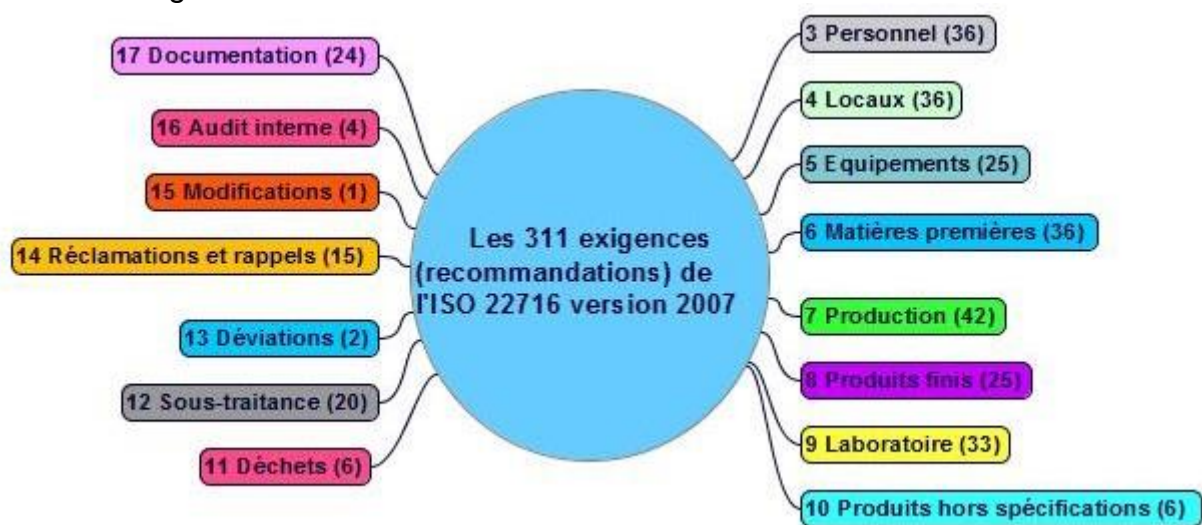 17 Documentation (24)
16 Audit interne (4)
15 Modifications (1)
14 Réclamations et rappels (15)
13 Déviations (2)
12 Sous-traitance (20)
11 Déchets (6)
Les 311 exigences
(recommandations) de
l'ISO 22716 version 2007
3 Personnel (36)
4 Locaux (36)
5 Equipements (25)
6 Matières premières (36)
7 Production (42)
8 Produits finis (25)
9 Laboratoire (33)
10 Produits hors spécifications (6)